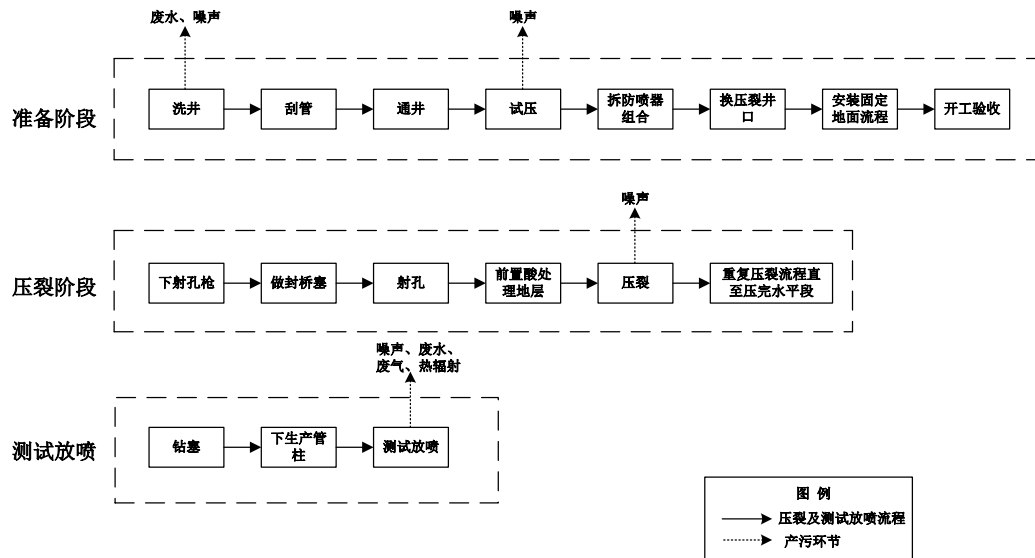 废水、噪声
噪声
准备阶段
洗井
刮管
通井
试压
拆防喷器
组合
换压裂井
口
安装固定
地面流程
开工验收
噪声
压裂阶段
下射孔枪
做封桥塞
射孔
前置酸处
理地层
压裂
重复压裂流程直
至压完水平段
噪声、废水、
废气、热辐射
测试放喷
钻塞
下生产管
柱
测试放喷
图 例
压裂及测试放喷流程
产污环节